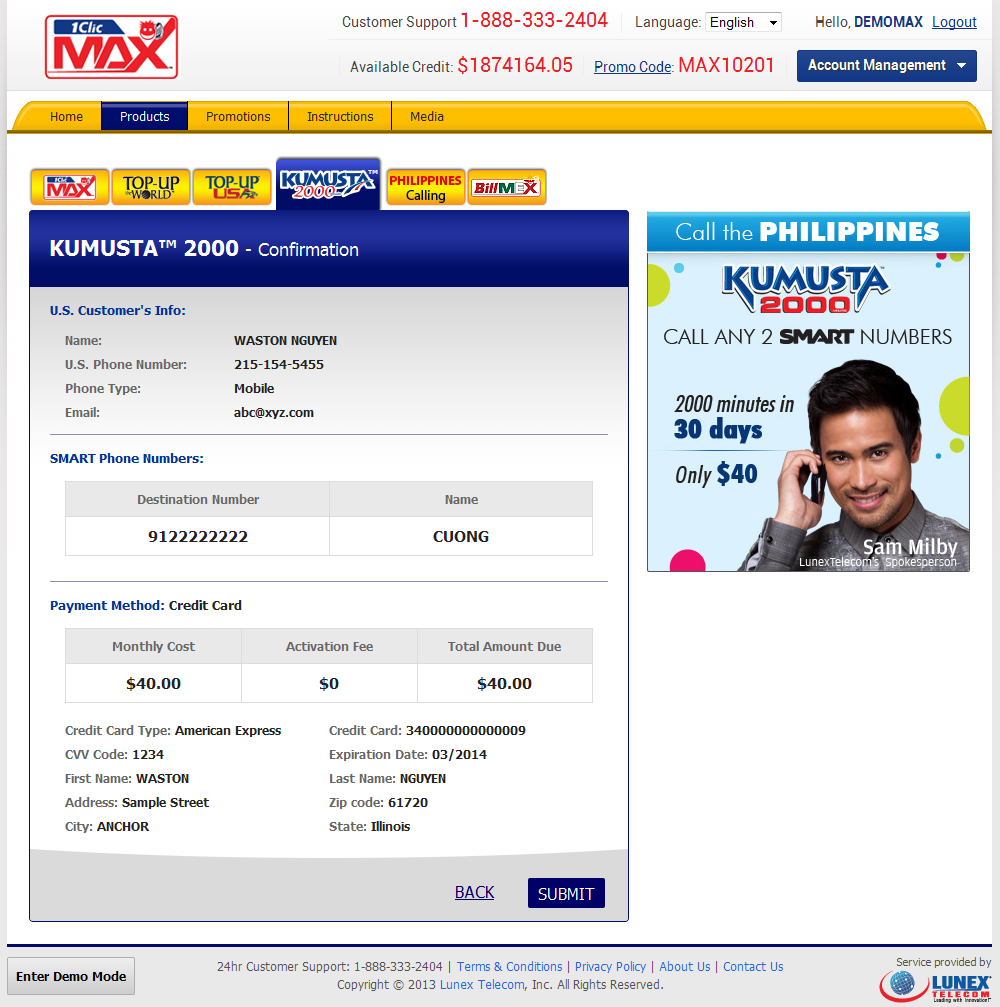 1Clic
MAX
Customer Support 1-888-333-2404
Language: English
Hello, DEMOMAX Logout
Available Credit: $1874164.05
Promo Code: MAX10201
Account Management
Home Products Promotions Instructions Media
1Clic MAX
TOP-UP the WORLD
TOP-UP USA
KUMUSTA™ 2000
PHILIPPINES Calling
BillMAX
KUMUSTA™ 2000 - Confirmation
U.S. Customer's Info:
Name: WASTON NGUYEN
U.S. Phone Number: 215-154-5455
Phone Type: Mobile
Email: abc@xyz.com
SMART Phone Numbers:
Destination Number Name
9122222222 CUONG
Payment Method: Credit Card
Monthly Cost Activation Fee Total Amount Due
$40.00 $0 $40.00
Credit Card Type: American Express Credit Card: 340000000000009
CVV Code: 1234 Expiration Date: 03/2014
First Name: WASTON Last Name: NGUYEN
Address: Sample Street Zip code: 61720
City: ANCHOR State: Illinois
BACK SUBMIT
Call the PHILIPPINES
KUMUSTA
2000
CALL ANY 2 SMART NUMBERS
2000 minutes in
30 days
Only $40
Sam Milby
LunexTelecom's Spokesperson
Enter Demo Mode
24hr Customer Support: 1-888-333-2404 | Terms & Conditions | Privacy Policy | About Us | Contact Us
Copyright © 2013 Lunex Telecom, Inc. All Rights Reserved.
Service provided by
LUNEX
TELECOM
Leading with Innovation